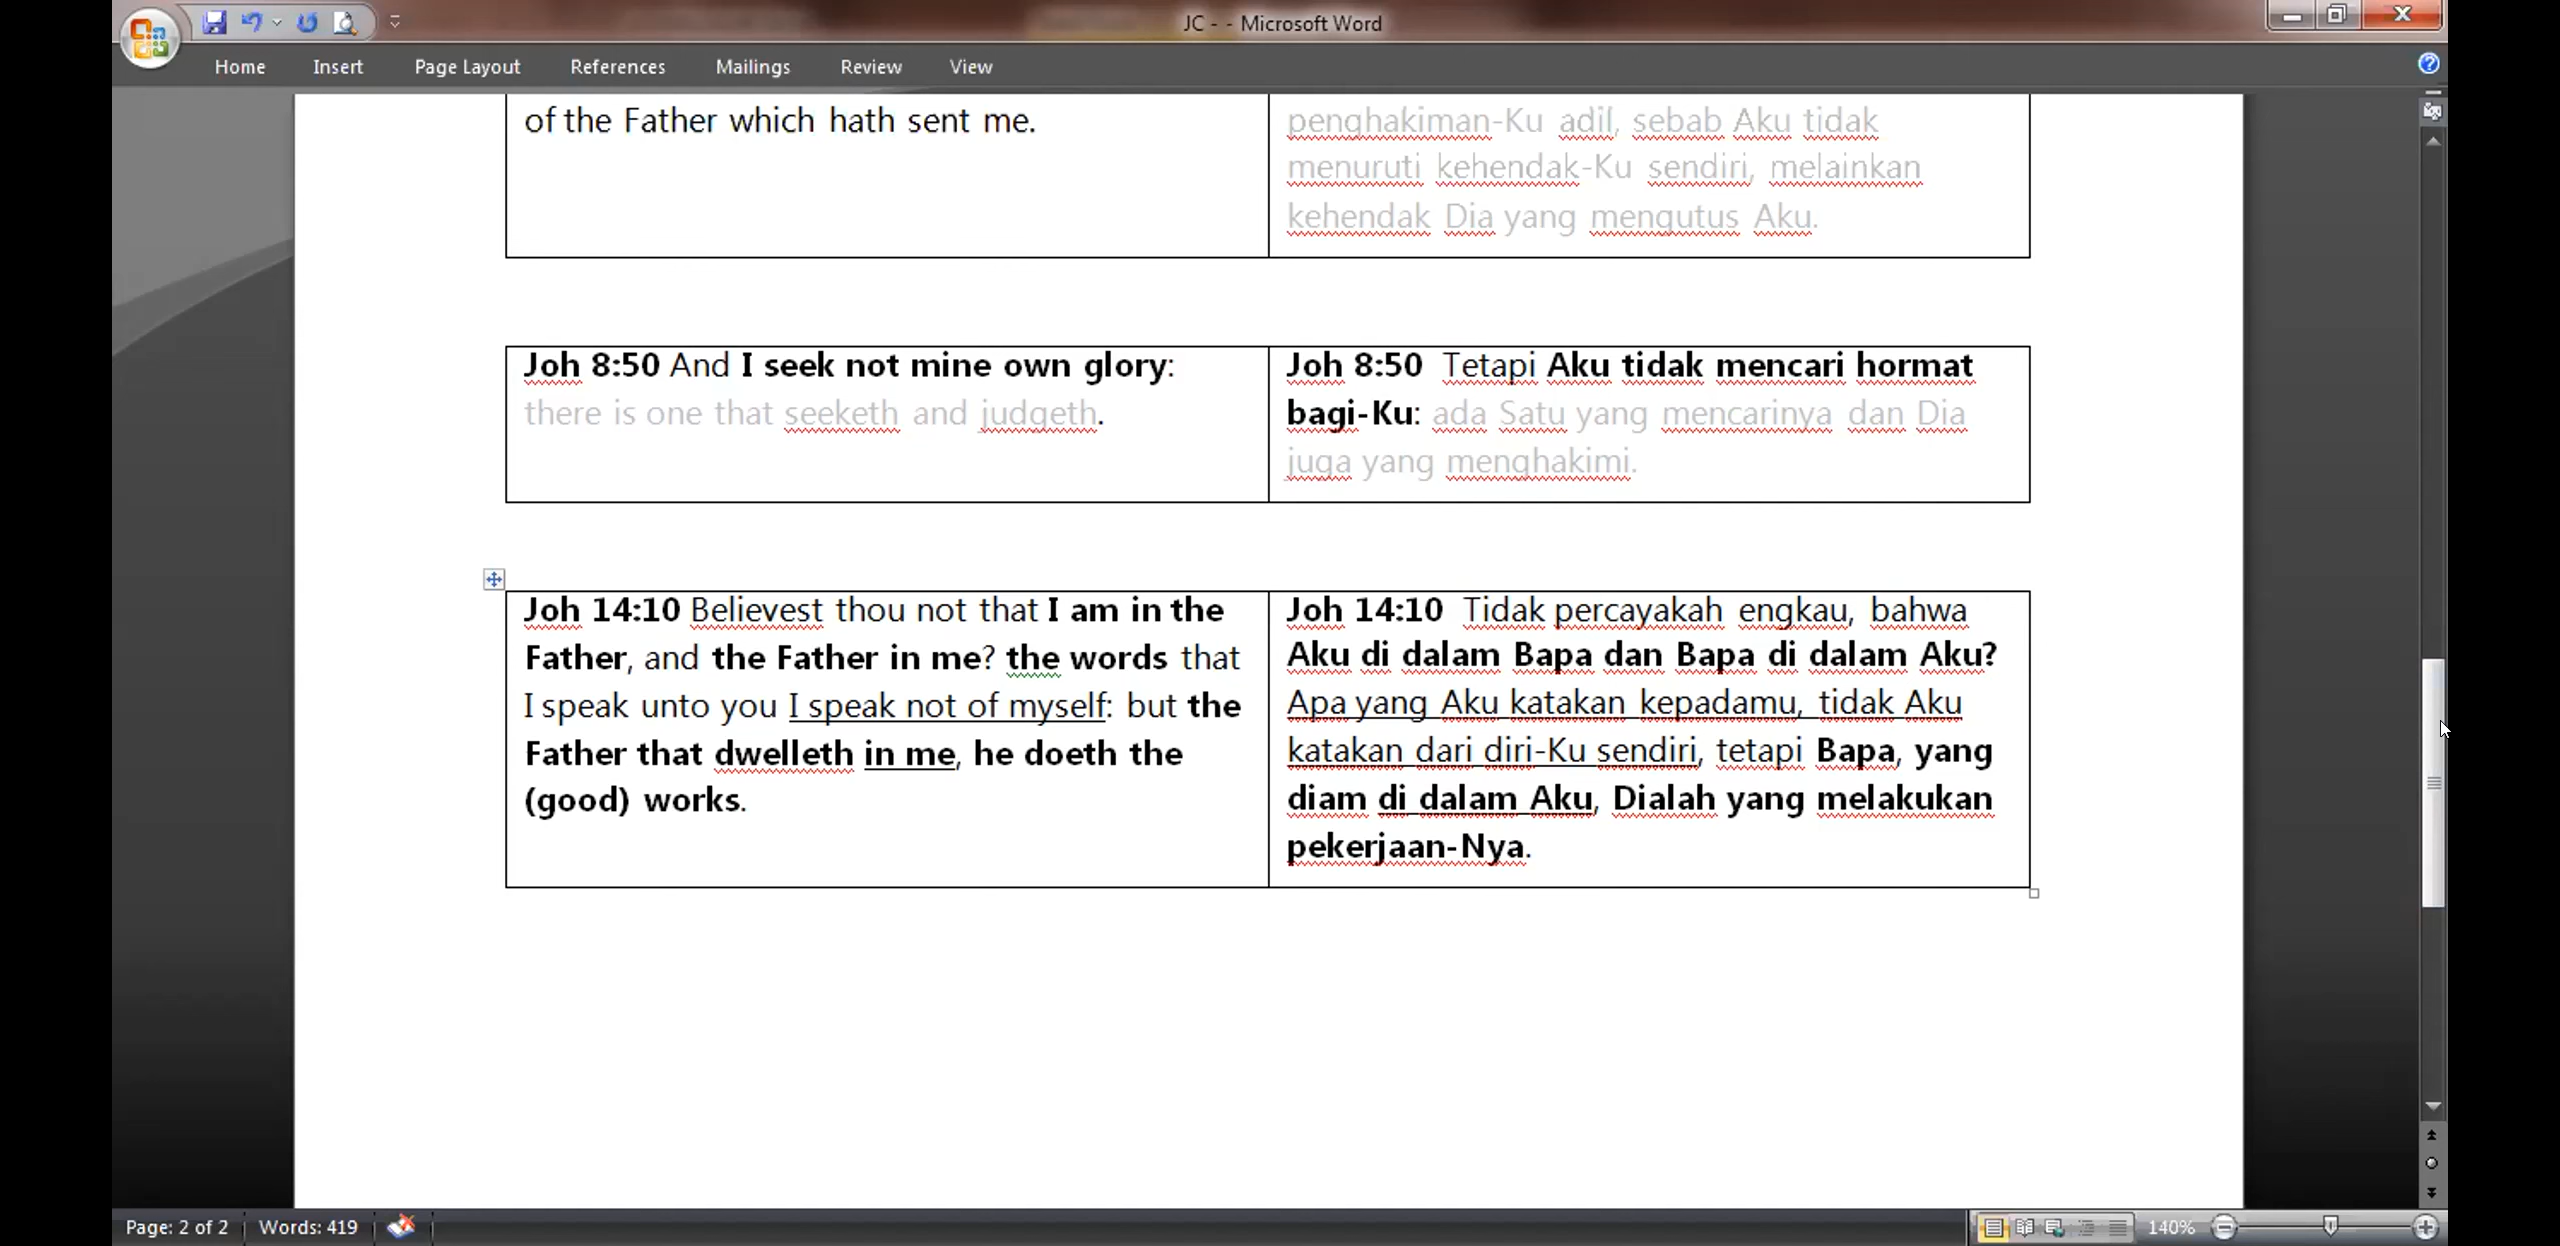 JC - - Microsoft Word
Home Insert Page Layout References Mailings Review View
of the Father which hath sent me.
penghakiman-Ku adil, sebab Aku tidak
menuruti kehendak-Ku sendiri, melainkan
kehendak Dia yang mengutus Aku.
Joh 8:50 And I seek not mine own glory:
there is one that seeketh and judgeth.
Joh 8:50 Tetapi Aku tidak mencari hormat
bagi-Ku: ada Satu yang mencarinya dan Dia
juga yang menghakimi.
Joh 14:10 Believest thou not that I am in the
Father, and the Father in me? the words that
I speak unto you I speak not of myself: but the
Father that dwelleth in me, he doeth the
(good) works.
Joh 14:10 Tidak percayakah engkau, bahwa
Aku di dalam Bapa dan Bapa di dalam Aku?
Apa yang Aku katakan kepadamu, tidak Aku
katakan dari diri-Ku sendiri, tetapi Bapa, yang
diam di dalam Aku, Dialah yang melakukan
pekerjaan-Nya.
Page: 2 of 2 Words: 419 140%